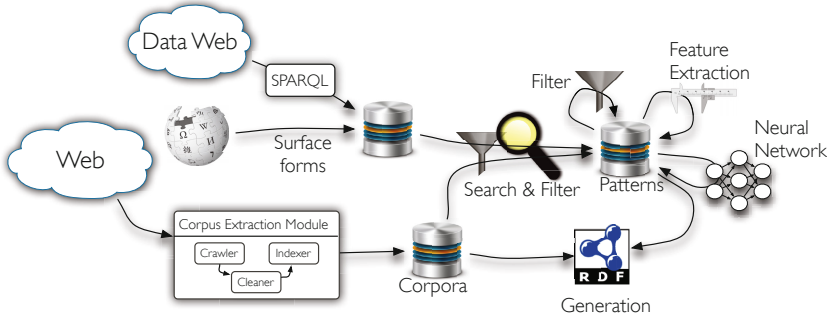 Data Web
SPARQL
Feature
Extraction
Filter
Surface
forms
Search & Filter
Patterns
Neural
Network
Web
Corpus Extraction Module
Crawler
Indexer
Cleaner
Corpora
RDF
Generation